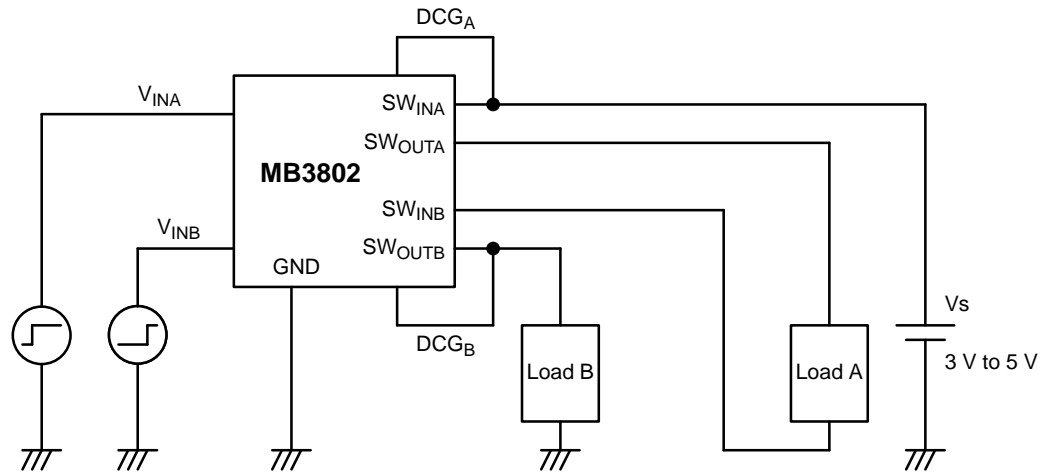 DCGA
VINA
SWINA
SWOUTA
MB3802
SWINB
VINB
SWOUTB
GND
Vs
DCGB
Load B
Load A
3 V to 5 V